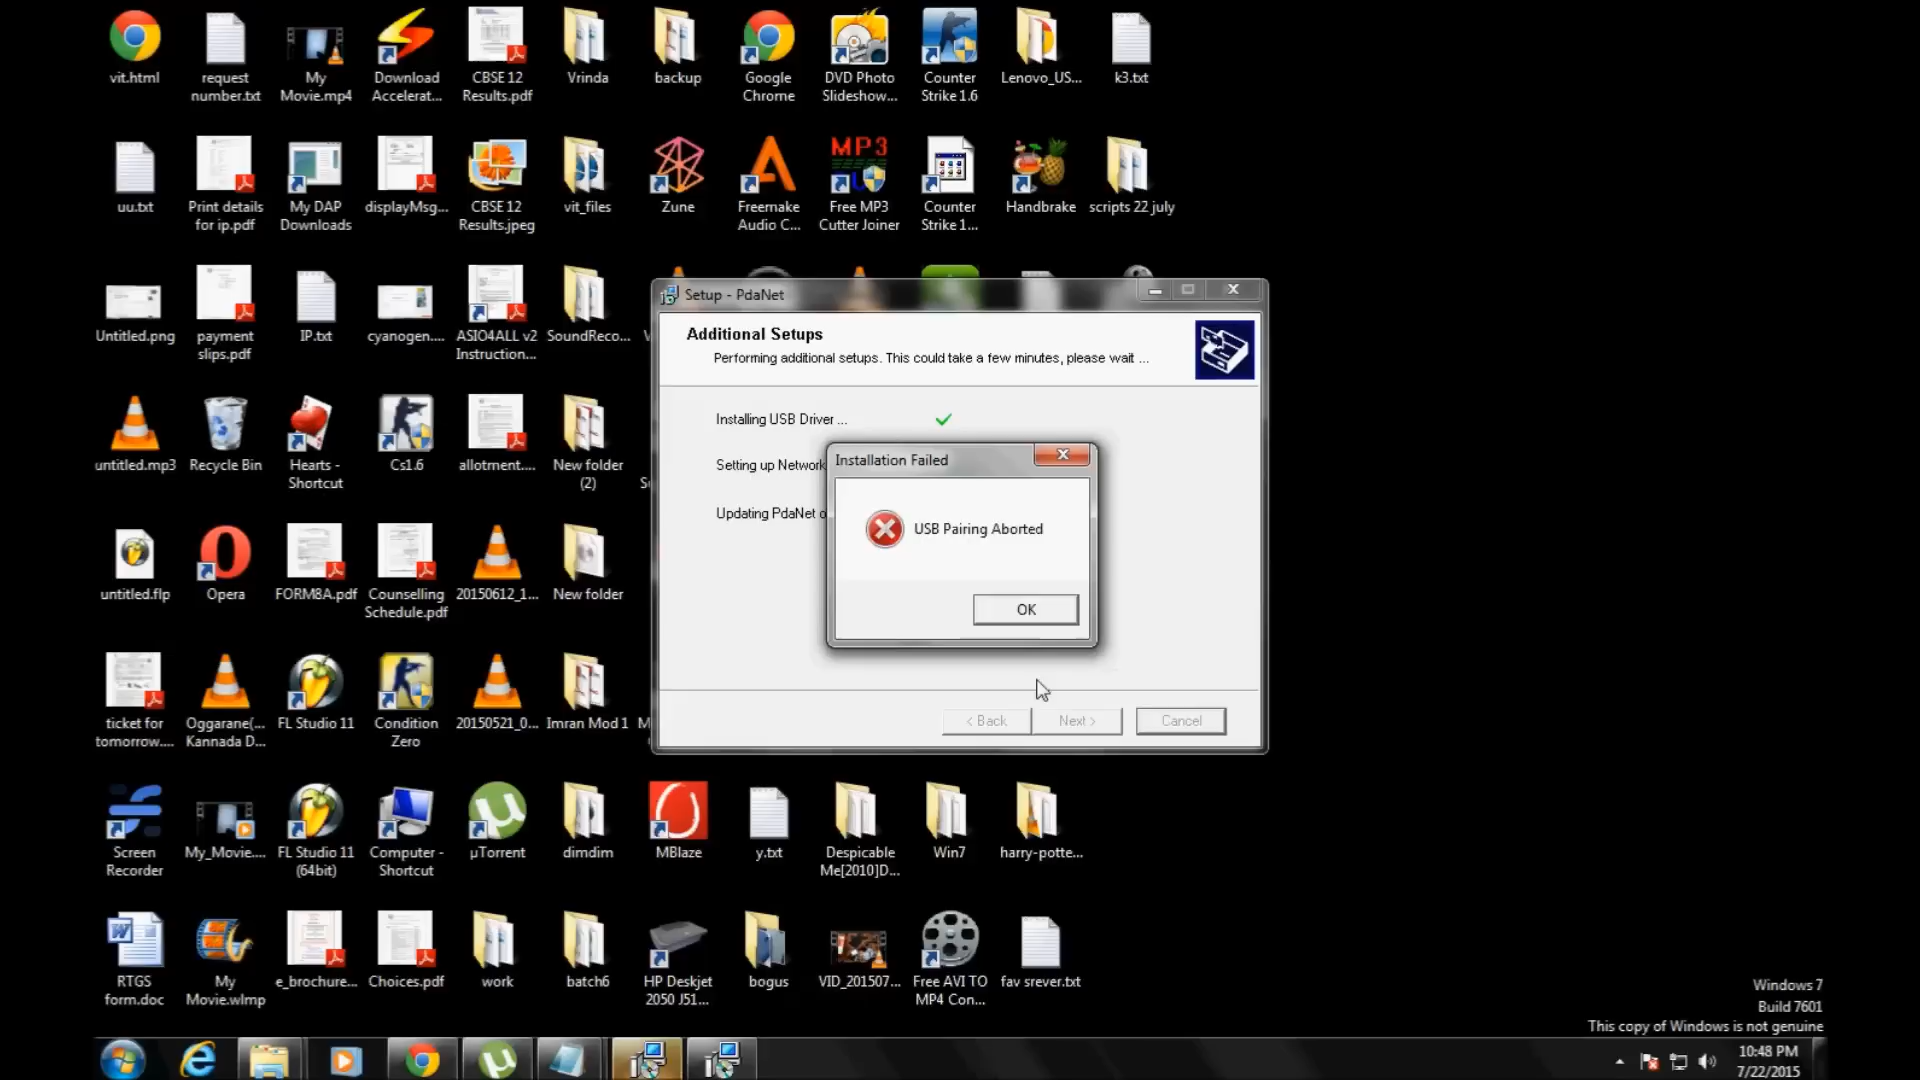 vit.html
request
number.txt
My
Movie.mp4
Download
Accelerat...
CBSE 12
Results.pdf
Vrinda
backup
Google
Chrome
DVD Photo
Slideshow...
Counter
Strike 1.6
Lenovo_US...
k3.txt
uu.txt
Print details
for ip.pdf
My DAP
Downloads
displayMsg...
CBSE 12
Results.jpeg
vit_files
Zune
Freemake
Audio C...
MP3
Free MP3
Cutter Joiner
Counter
Strike 1...
Handbrake
scripts 22 july
Untitled.png
payment
slips.pdf
IP.txt
cyanogen....
ASIO4ALL v2
Instruction...
SoundReco...
Setup - PdaNet
Additional Setups
Performing additional setups. This could take a few minutes, please wait ...
Installing USB Driver ...
Setting up Network
Updating PdaNet o
Installation Failed
USB Pairing Aborted
OK
< Back
Next >
Cancel
untitled.mp3
Recycle Bin
Hearts -
Shortcut
Cs1.6
allotment....
New folder
(2)
untitled.flp
Opera
FORM8A.pdf
Counselling
Schedule.pdf
20150612_1...
New folder
ticket for
tomorrow....
Oggarane(...
Kannada D...
FL Studio 11
Condition
Zero
20150521_0...
Imran Mod 1
Screen
Recorder
My_Movie....
FL Studio 11
(64bit)
Computer -
Shortcut
µTorrent
dimdim
MBlaze
y.txt
Despicable
Me[2010]D...
Win7
harry-potte...
RTGS
form.doc
My
Movie.wlmp
e_brochure...
Choices.pdf
work
batch6
HP Deskjet
2050 J51...
bogus
VID_201507...
Free AVI TO
MP4 Con...
fav srever.txt
Windows 7
Build 7601
This copy of Windows is not genuine
10:48 PM
7/22/2015